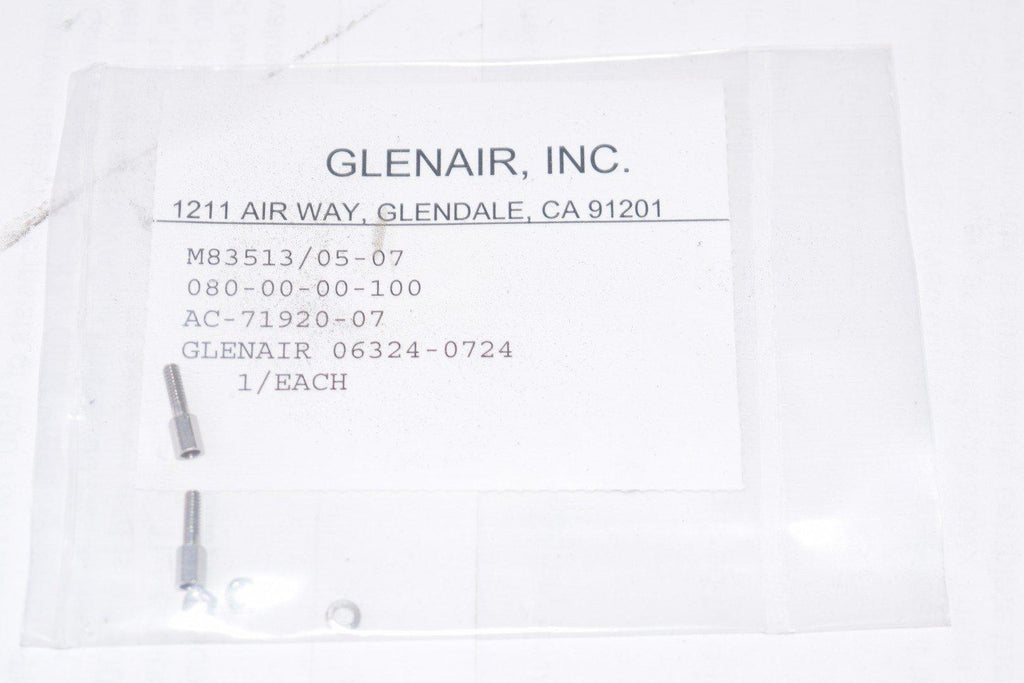 GLENAIR, INC.
1211 AIR WAY, GLENDALE, CA 91201
M83513/05-07
080-00-00-100
AC-71920-07
GLENAIR 06324-0724
1/EACH